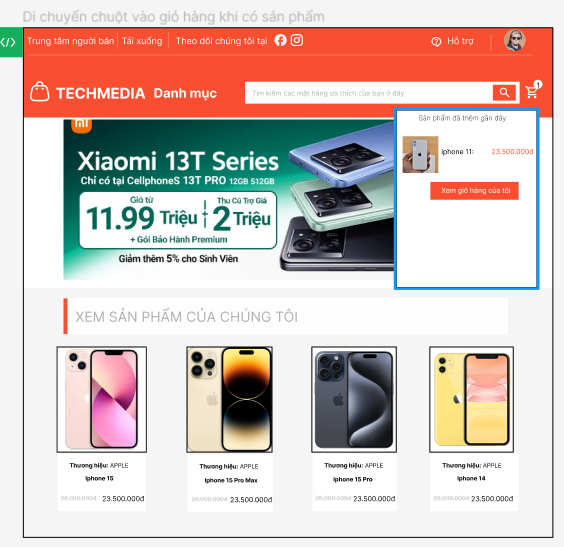 Di chuyển chuột vào giỏ hàng khi có sản phẩm
</>
Trung tâm người bán
Tải xuống
Theo dõi chúng tôi tại
Hỗ trợ
TECHMEDIA Danh mục
Tìm kiếm các mặt hàng ưa thích của bạn ở đây
1
Sản phẩm đã thêm gần đây
iphone 11: 23.500.000đ
Xem giỏ hàng của tôi
mi
Xiaomi 13T Series
Chỉ có tại CellphoneS 13T PRO 12GB 512GB
Giá từ
11.99 Triệu
Thu Cũ Trợ Giá
2 Triệu
+ Gói Bảo Hành Premium
Giảm thêm 5% cho Sinh Viên
XEM SẢN PHẨM CỦA CHÚNG TÔI
Thương hiệu: APPLE
Iphone 15
25.000.000đ 23.500.000đ
Thương hiệu: APPLE
Iphone 15 Pro Max
25.000.000đ 23.500.000đ
Thương hiệu: APPLE
Iphone 15 Pro
25.000.000đ 23.500.000đ
Thương hiệu: APPLE
Iphone 14
25.000.000đ 23.500.000đ